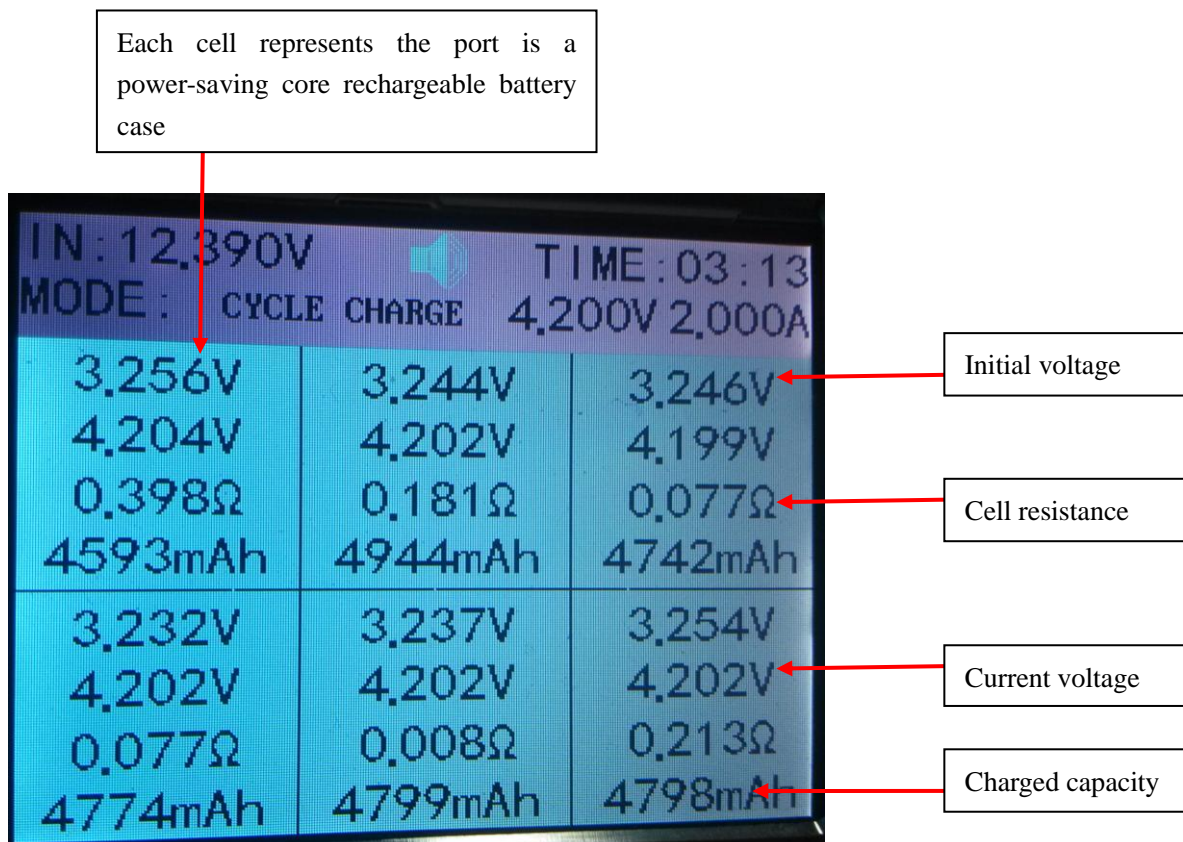 Each cell represents the port is a
power-saving core rechargeable battery
case
IN:12.390V TIME:03:13
MODE: CYCLE CHARGE 4.200V 2.000A
3.256V 3.244V 3.246V
4.204V 4.202V 4.199V
0.398Ω 0.181Ω 0.077Ω
4593mAh 4944mAh 4742mAh
3.232V 3.237V 3.254V
4.202V 4.202V 4.202V
0.077Ω 0.008Ω 0.213Ω
4774mAh 4799mAh 4798mAh
Initial voltage
Cell resistance
Current voltage
Charged capacity